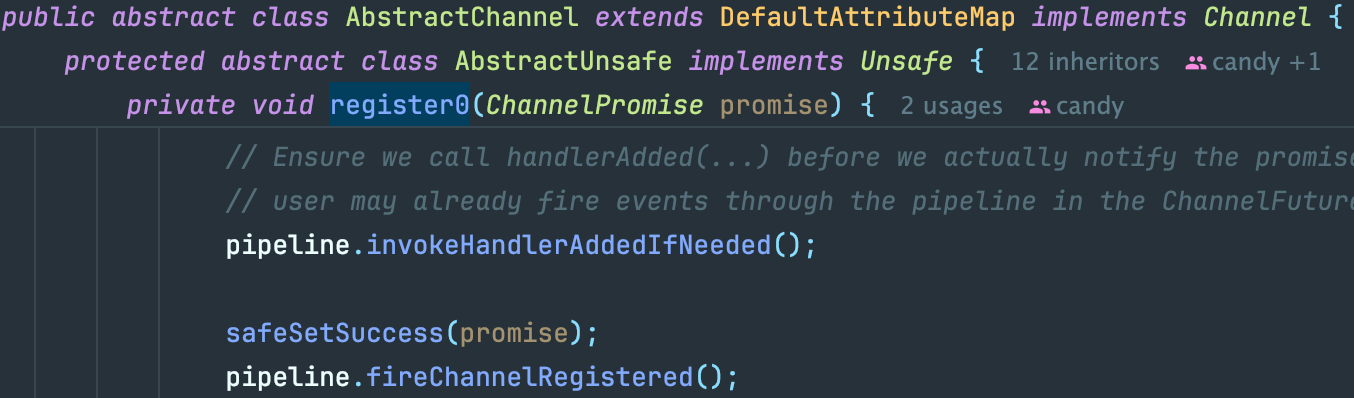 public abstract class AbstractChannel extends DefaultAttributeMap implements Channel {
protected abstract class AbstractUnsafe implements Unsafe { 12 inheritors candy +1
private void register0(ChannelPromise promise) { 2 usages candy
// Ensure we call handlerAdded(...) before we actually notify the promise
// user may already fire events through the pipeline in the ChannelFuture
pipeline.invokeHandlerAddedIfNeeded();
safeSetSuccess(promise);
pipeline.fireChannelRegistered();